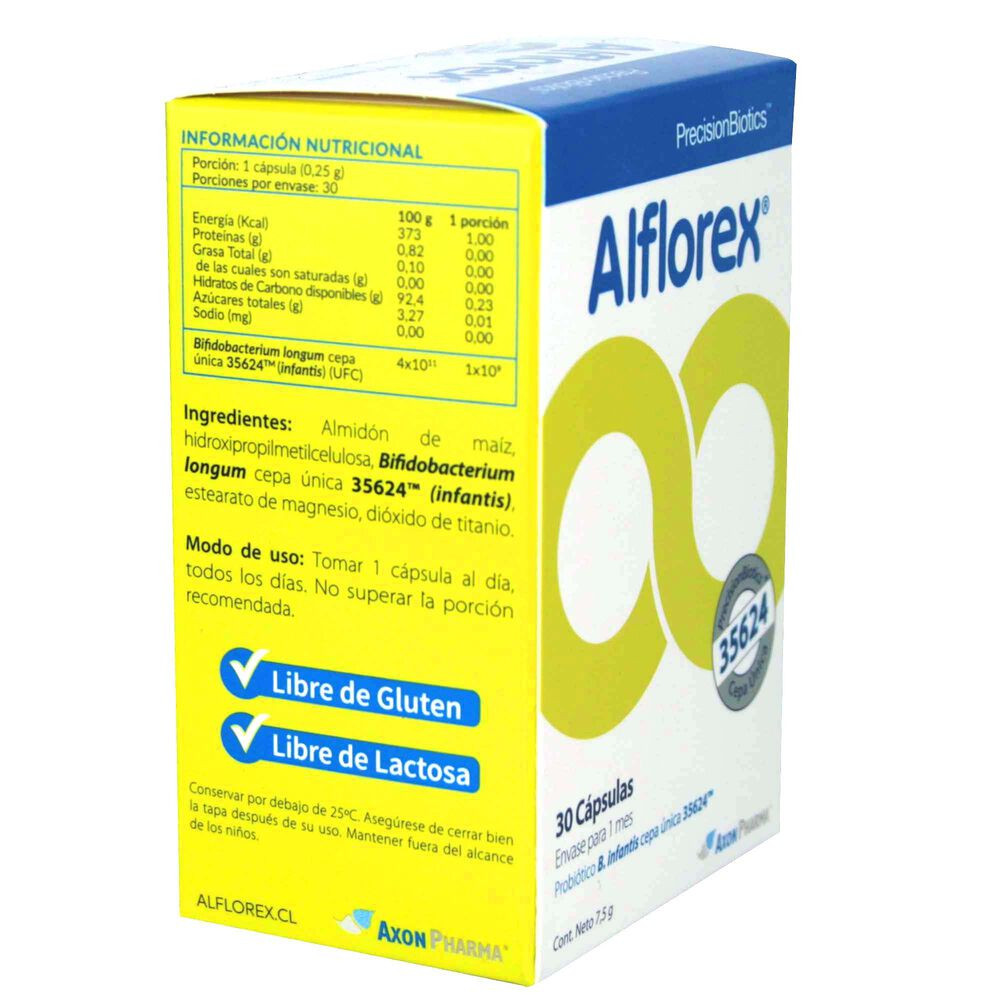 Alflorex
PrecisionBiotics
INFORMACIÓN NUTRICIONAL
Porción: 1 cápsula (0,25 g)
Porciones por envase: 30
100 g 1 porción
Energía (Kcal) 373 1,00
Proteínas (g) 0,82 0,00
Grasa Total (g) 0,10 0,00
de las cuales son saturadas (g) 0,00 0,00
Hidratos de Carbono disponibles (g) 92,4 0,23
Azúcares totales (g) 3,27 0,01
Sodio (mg) 0,00 0,00
Bifidobacterium longum cepa
única 35624™ (infantis) (UFC) 4x10¹¹ 1x10⁹
Ingredientes: Almidón de maíz,
hidroxipropilmetilcelulosa, Bifidobacterium
longum cepa única 35624™ (infantis),
estearato de magnesio, dióxido de titanio.
Modo de uso: Tomar 1 cápsula al día,
todos los días. No superar la porción
recomendada.
Libre de Gluten
Libre de Lactosa
Conservar por debajo de 25ºC. Asegúrese de cerrar bien
la tapa después de su uso. Mantener fuera del alcance
de los niños.
ALFLOREX.CL
AXON PHARMA®
PrecisionBiotics™
Alflorex®
PrecisionBiotics™
35624
Cepa Única
30 Cápsulas
Envase para 1 mes
Probiótico B. infantis cepa única 35624™
Cont. Neto 7,5 g
AXON PHARMA®